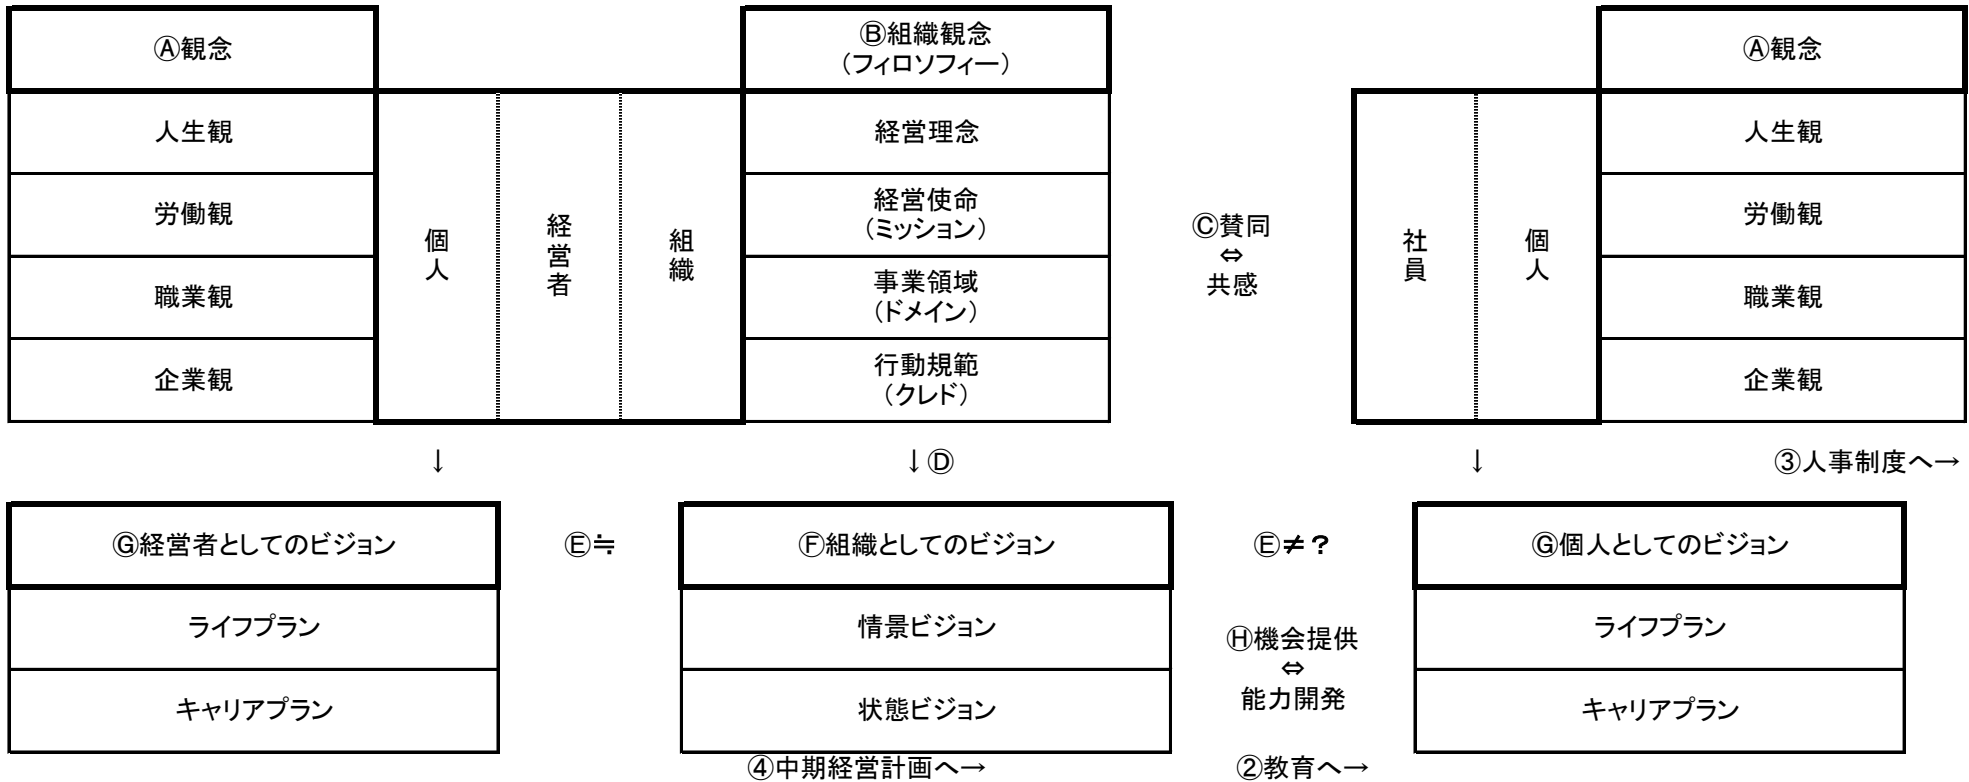 Ⓐ観念
人生観
労働観
職業観
企業観
個人
経営者
組織
Ⓑ組織観念
（フィロソフィー）
経営理念
経営使命
（ミッション）
事業領域
（ドメイン）
行動規範
（クレド）
Ⓒ賛同
⇔
共感
社員
個人
Ⓐ観念
人生観
労働観
職業観
企業観
↓
↓Ⓓ
↓
③人事制度へ→
Ⓖ経営者としてのビジョン
ライフプラン
キャリアプラン
Ⓔ≒
Ⓕ組織としてのビジョン
情景ビジョン
状態ビジョン
Ⓔ≠？
Ⓗ機会提供
⇔
能力開発
Ⓖ個人としてのビジョン
ライフプラン
キャリアプラン
④中期経営計画へ→
②教育へ→